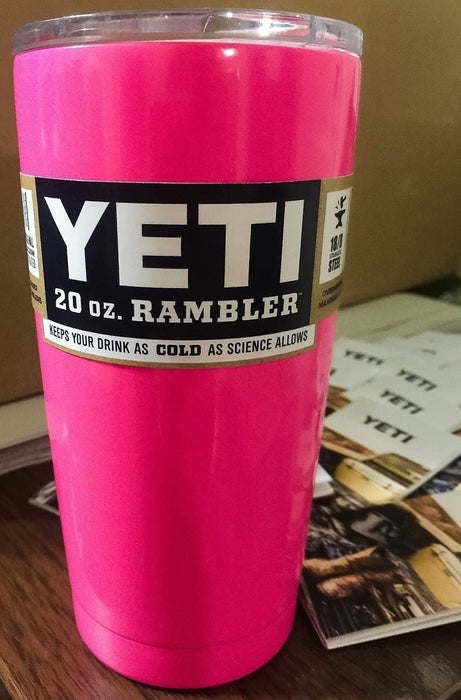 YETI
20 OZ. RAMBLER
KEEPS YOUR DRINK AS COLD AS SCIENCE ALLOWS
18/8
STAINLESS
STEEL
YETI
YETI
YETI
YETI